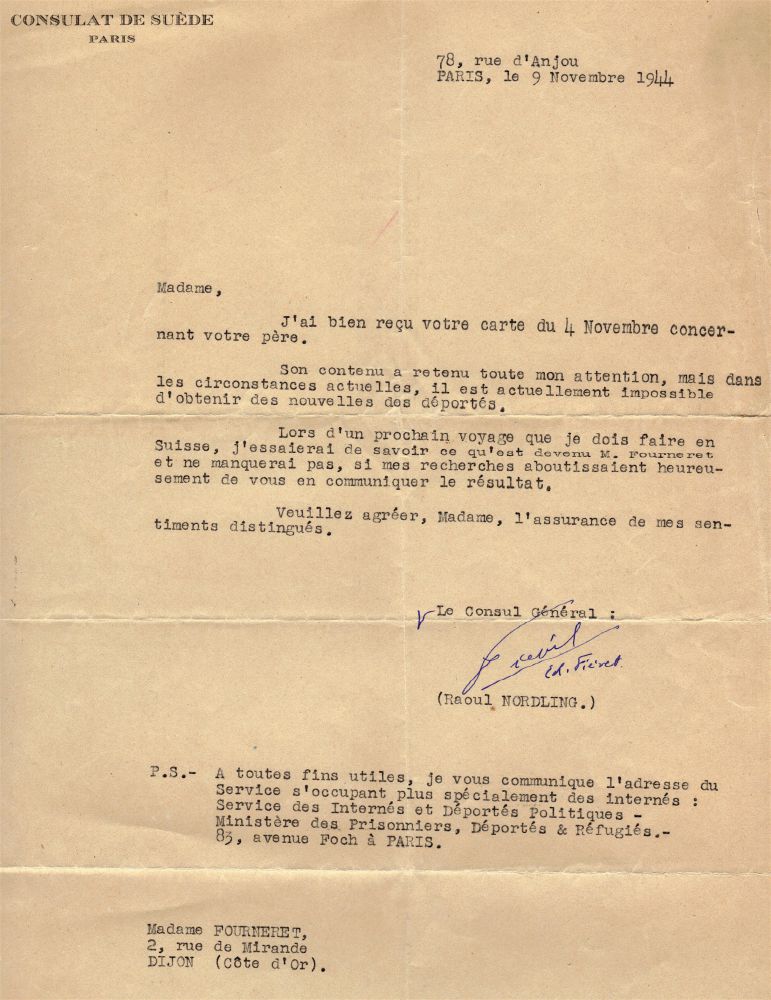 CONSULAT DE SUÈDE
PARIS
78, rue d'Anjou
PARIS, le 9 Novembre 1944
Madame,
J'ai bien reçu votre carte du 4 Novembre concer-
nant votre père.
Son contenu a retenu toute mon attention, mais dans
les circonstances actuelles, il est actuellement impossible
d'obtenir des nouvelles des déportés.
Lors d'un prochain voyage que je dois faire en
Suisse, j'essaierai de savoir ce qu'est devenu M. Fourneret
et ne manquerai pas, si mes recherches aboutissaient heureu-
sement de vous en communiquer le résultat.
Veuillez agréer, Madame, l'assurance de mes sen-
timents distingués.
Le Consul Général :
(Raoul NORDLING.)
P.S.- A toutes fins utiles, je vous communique l'adresse du
Service s'occupant plus spécialement des internés :
Service des Internés et Déportés Politiques -
Ministère des Prisonniers, Déportés & Réfugiés.-
83, avenue Foch à PARIS.
Madame FOURNERET,
2, rue de Mirande
DIJON (Côte d'Or).